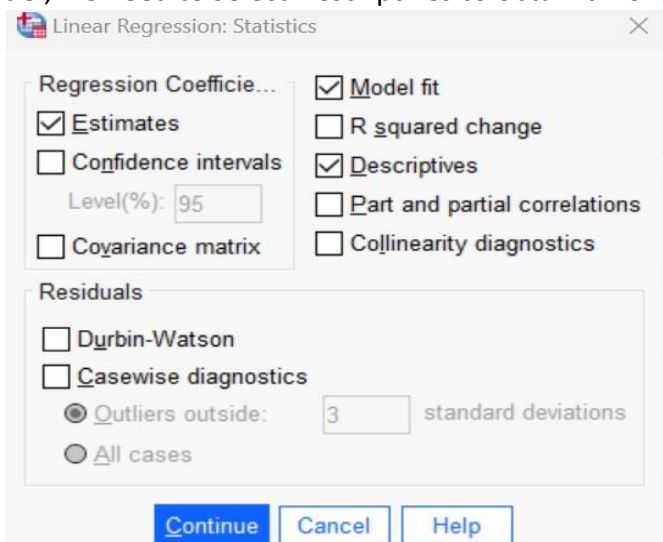 Linear Regression: Statistics
Regression Coefficie...
Estimates
Confidence intervals
Level(%): 95
Covariance matrix
Model fit
R squared change
Descriptives
Part and partial correlations
Collinearity diagnostics
Residuals
Durbin-Watson
Casewise diagnostics
Outliers outside: 3 standard deviations
All cases
Continue Cancel Help